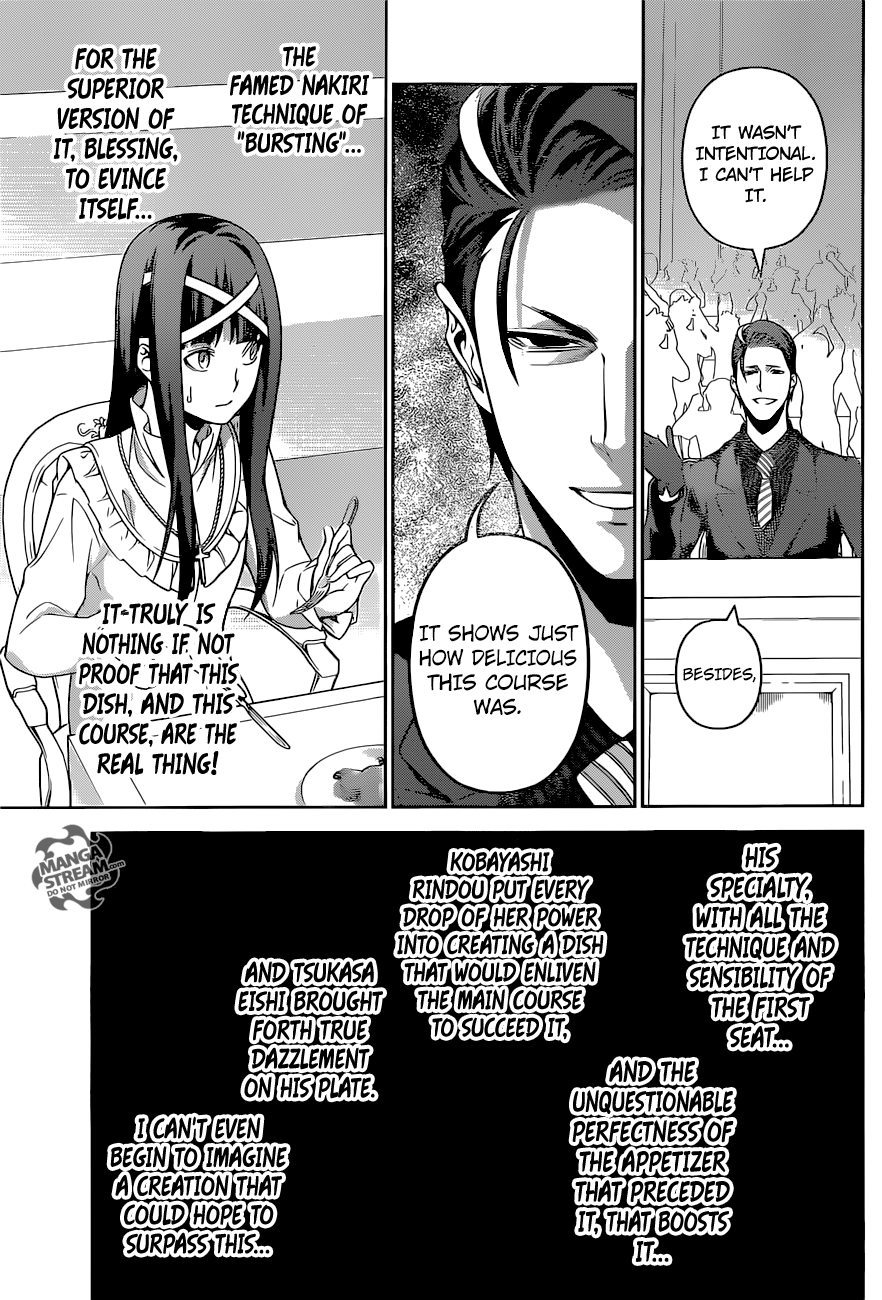 IT WASN'T
INTENTIONAL.
I CAN'T HELP
IT.
BESIDES,
IT SHOWS JUST
HOW DELICIOUS
THIS COURSE
WAS.
THE
FAMED NAKIRI
TECHNIQUE OF
"BURSTING"...
FOR THE
SUPERIOR
VERSION OF
IT, BLESSING,
TO EVINCE
ITSELF...
IT TRULY IS
NOTHING IF NOT
PROOF THAT THIS
DISH, AND THIS
COURSE, ARE THE
REAL THING!
HIS
SPECIALTY,
WITH ALL THE
TECHNIQUE AND
SENSIBILITY OF
THE FIRST
SEAT...
AND THE
UNQUESTIONABLE
PERFECTNESS OF
THE APPETIZER
THAT PRECEDED
IT, THAT BOOSTS
IT...
KOBAYASHI
RINDOU PUT EVERY
DROP OF HER POWER
INTO CREATING A DISH
THAT WOULD ENLIVEN
THE MAIN COURSE
TO SUCCEED IT,
AND TSUKASA
EISHI BROUGHT
FORTH TRUE
DAZZLEMENT
ON HIS PLATE.
I CAN'T EVEN
BEGIN TO IMAGINE
A CREATION THAT
COULD HOPE TO
SURPASS THIS...
MANGA
STREAM.com
DO NOT MIRROR